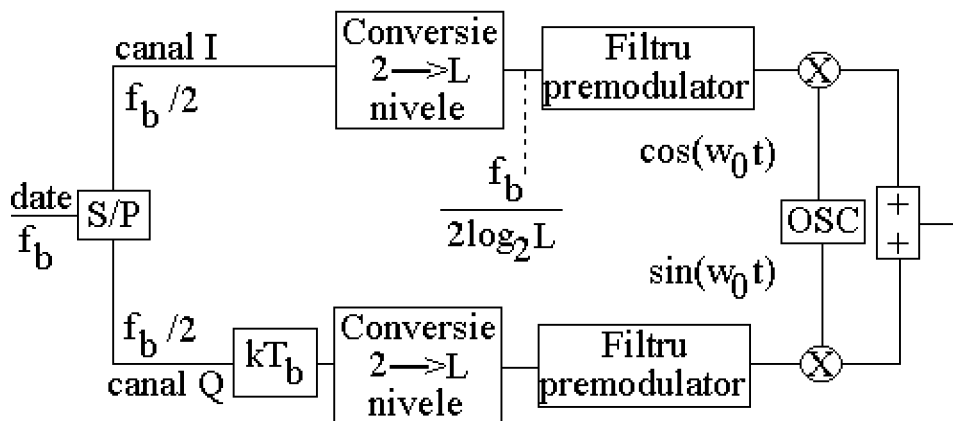 canal I
f_b /2
Conversie
2—>L
nivele
Filtru
premodulator
X
cos(w_0t)
f_b
2log_2L
date
f_b
S/P
OSC
+
+
sin(w_0t)
f_b /2
canal Q
kT_b
Conversie
2—>L
nivele
Filtru
premodulator
X